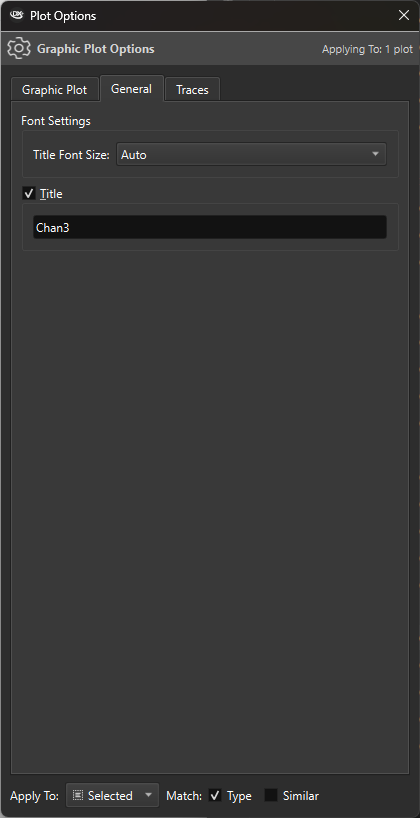 Plot Options
Graphic Plot Options Applying To: 1 plot
Graphic Plot General Traces
Font Settings
Title Font Size: Auto
Title
Chan3
Apply To: Selected Match: Type Similar